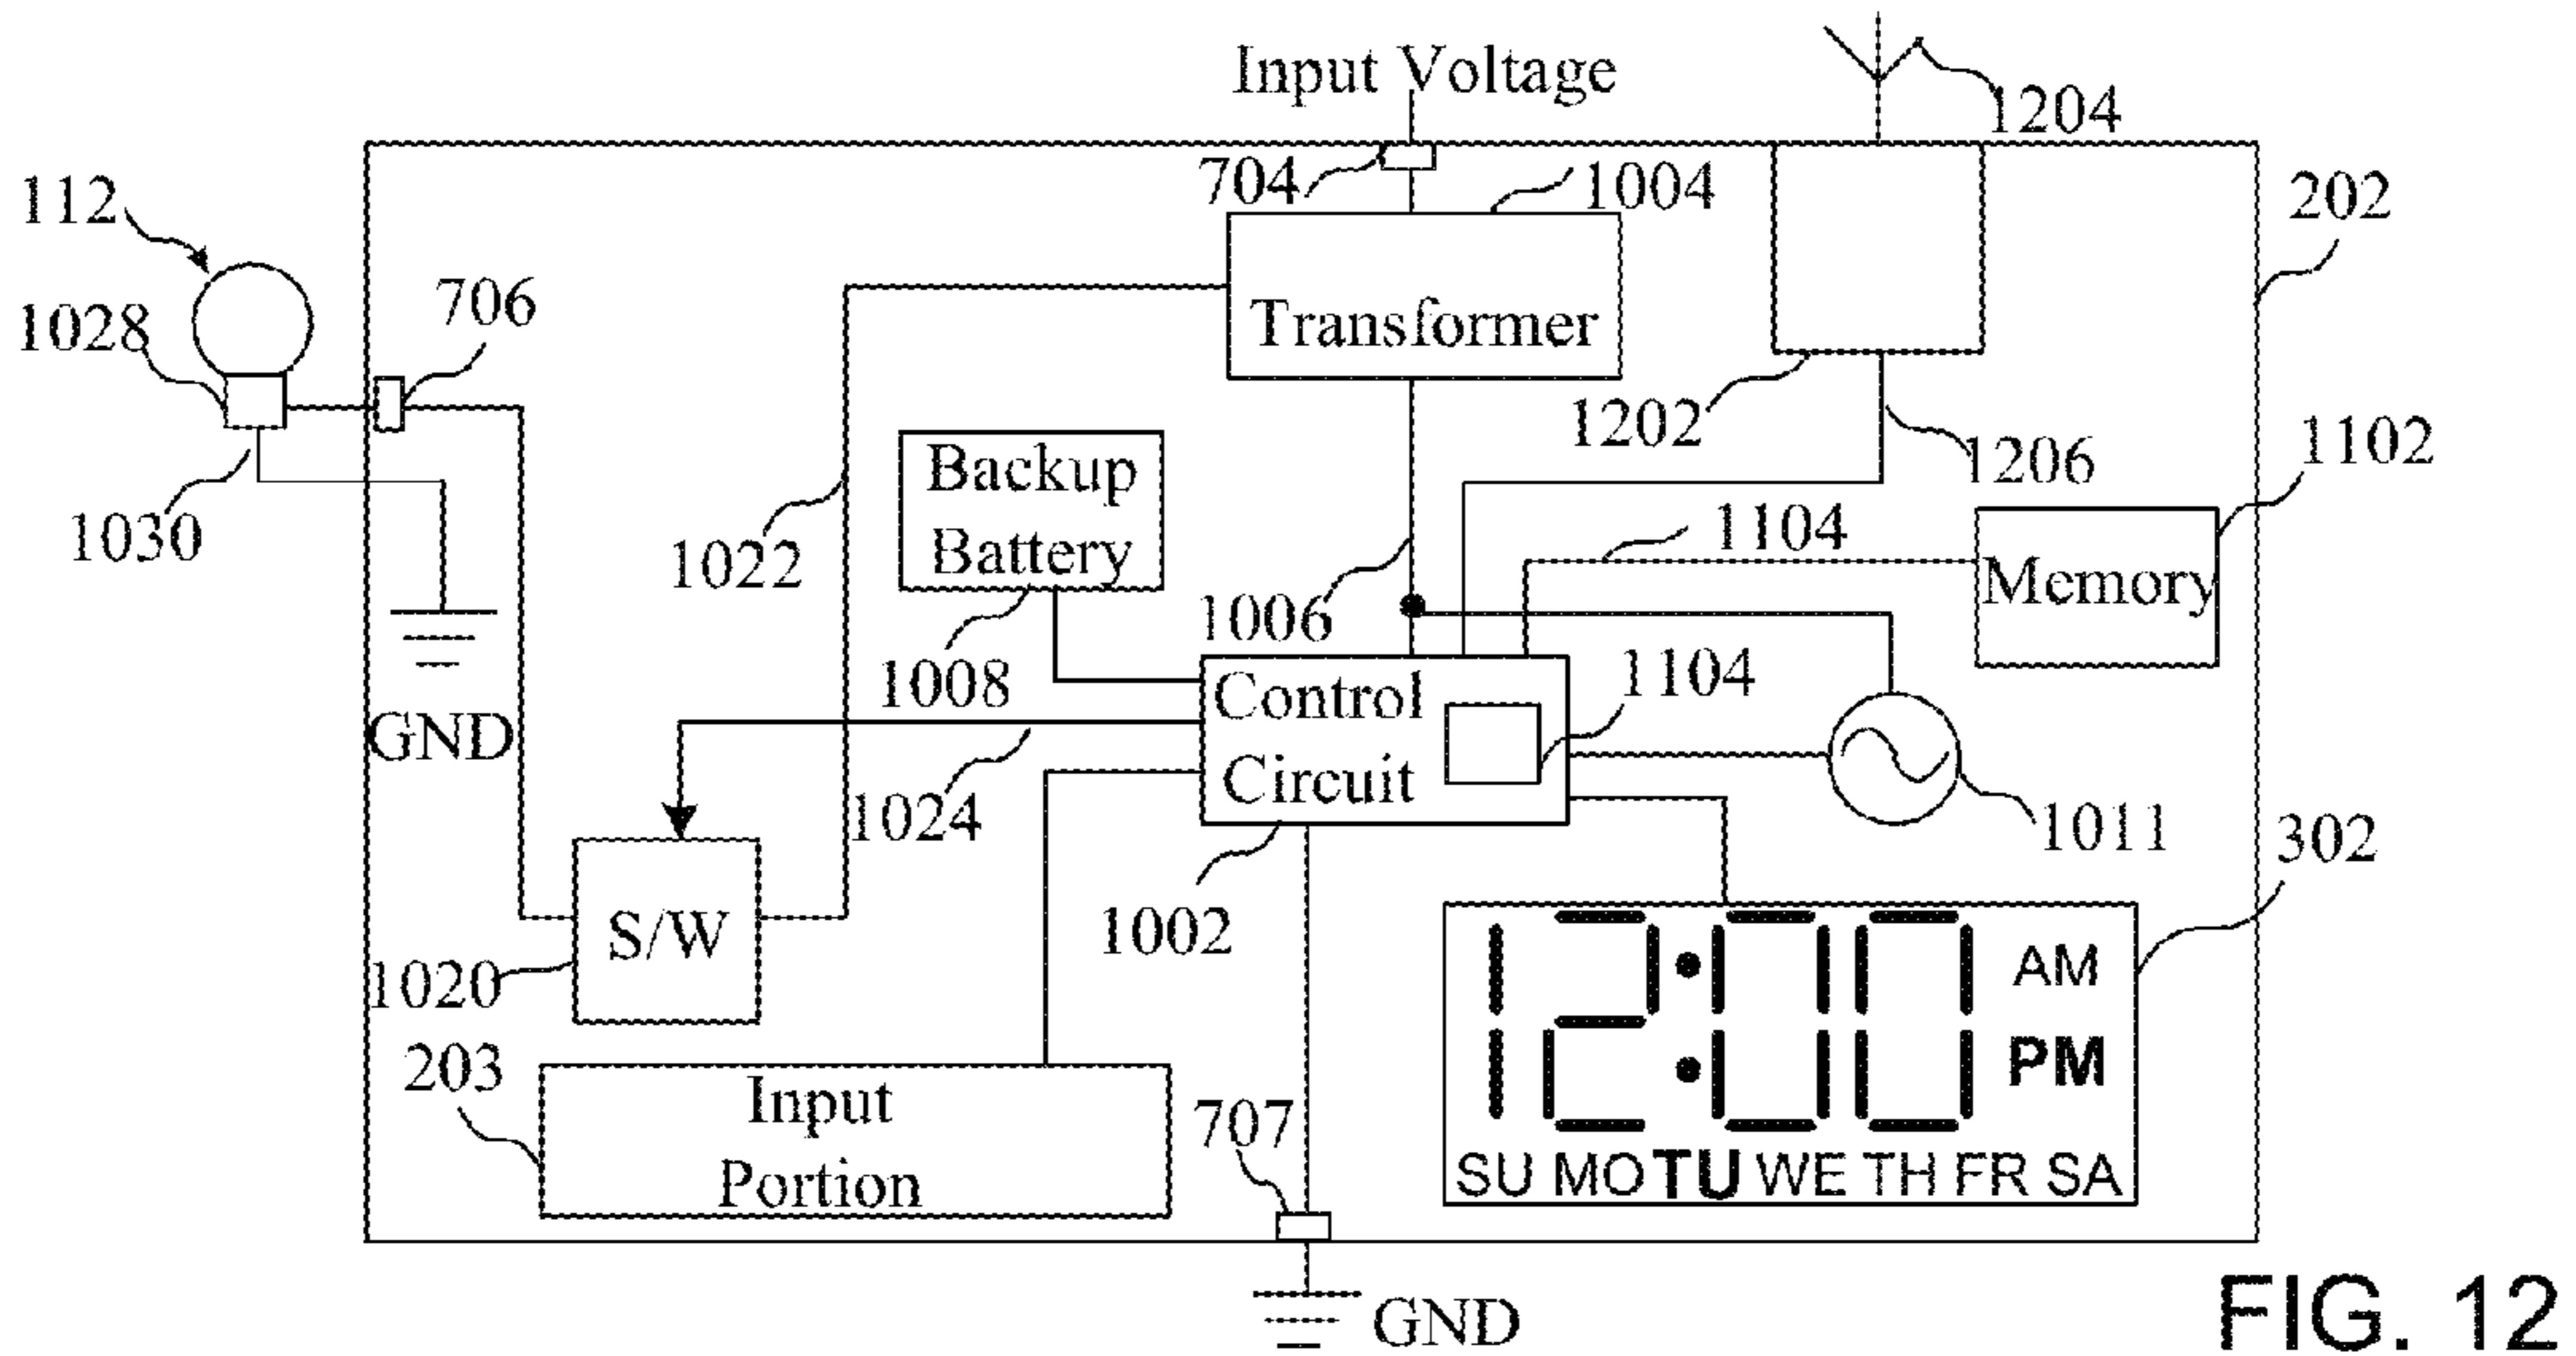 Input Voltage
1204
704
1004
202
112
706
1028
Transformer
1202
1206
1102
Backup
Battery
1030
1022
1104
Memory
1006
1008
Control
Circuit
1104
GND
1024
1011
302
1002
S/W
1020
12:00
AM
PM
203
Input
Portion
707
SU MO TU WE TH FR SA
GND
FIG. 12